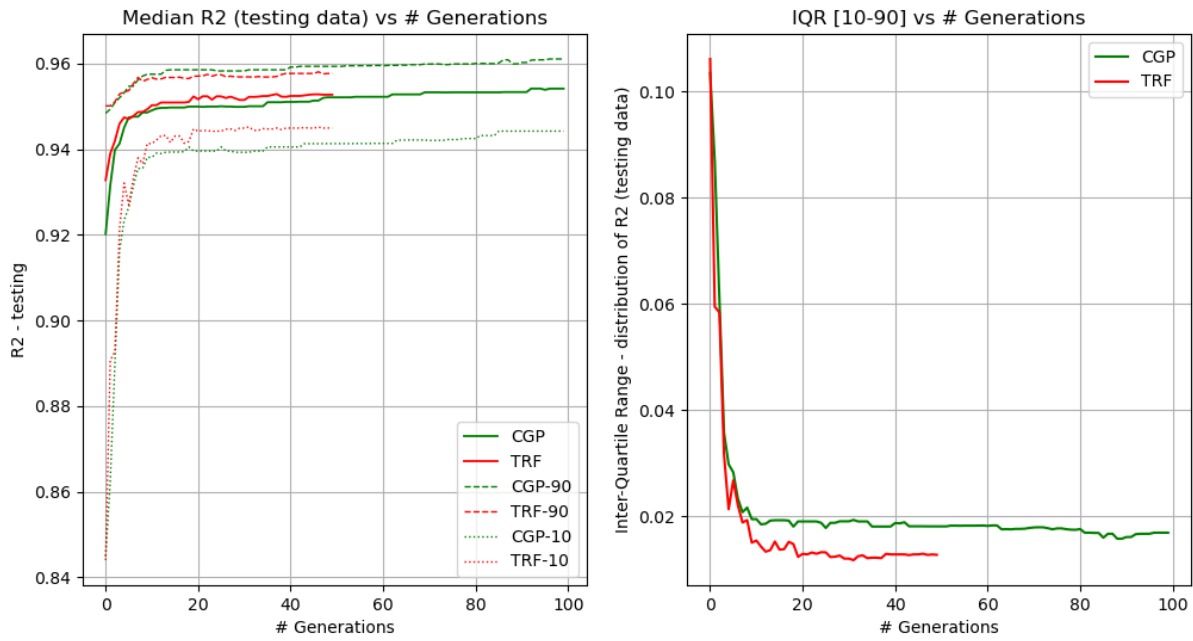 Median R2 (testing data) vs # Generations
R2 - testing
0.96
0.94
0.92
0.90
0.88
0.86
0.84
CGP
TRF
CGP-90
TRF-90
CGP-10
TRF-10
0 20 40 60 80 100
# Generations
IQR [10-90] vs # Generations
Inter-Quartile Range - distribution of R2 (testing data)
0.10
0.08
0.06
0.04
0.02
CGP
TRF
0 20 40 60 80 100
# Generations